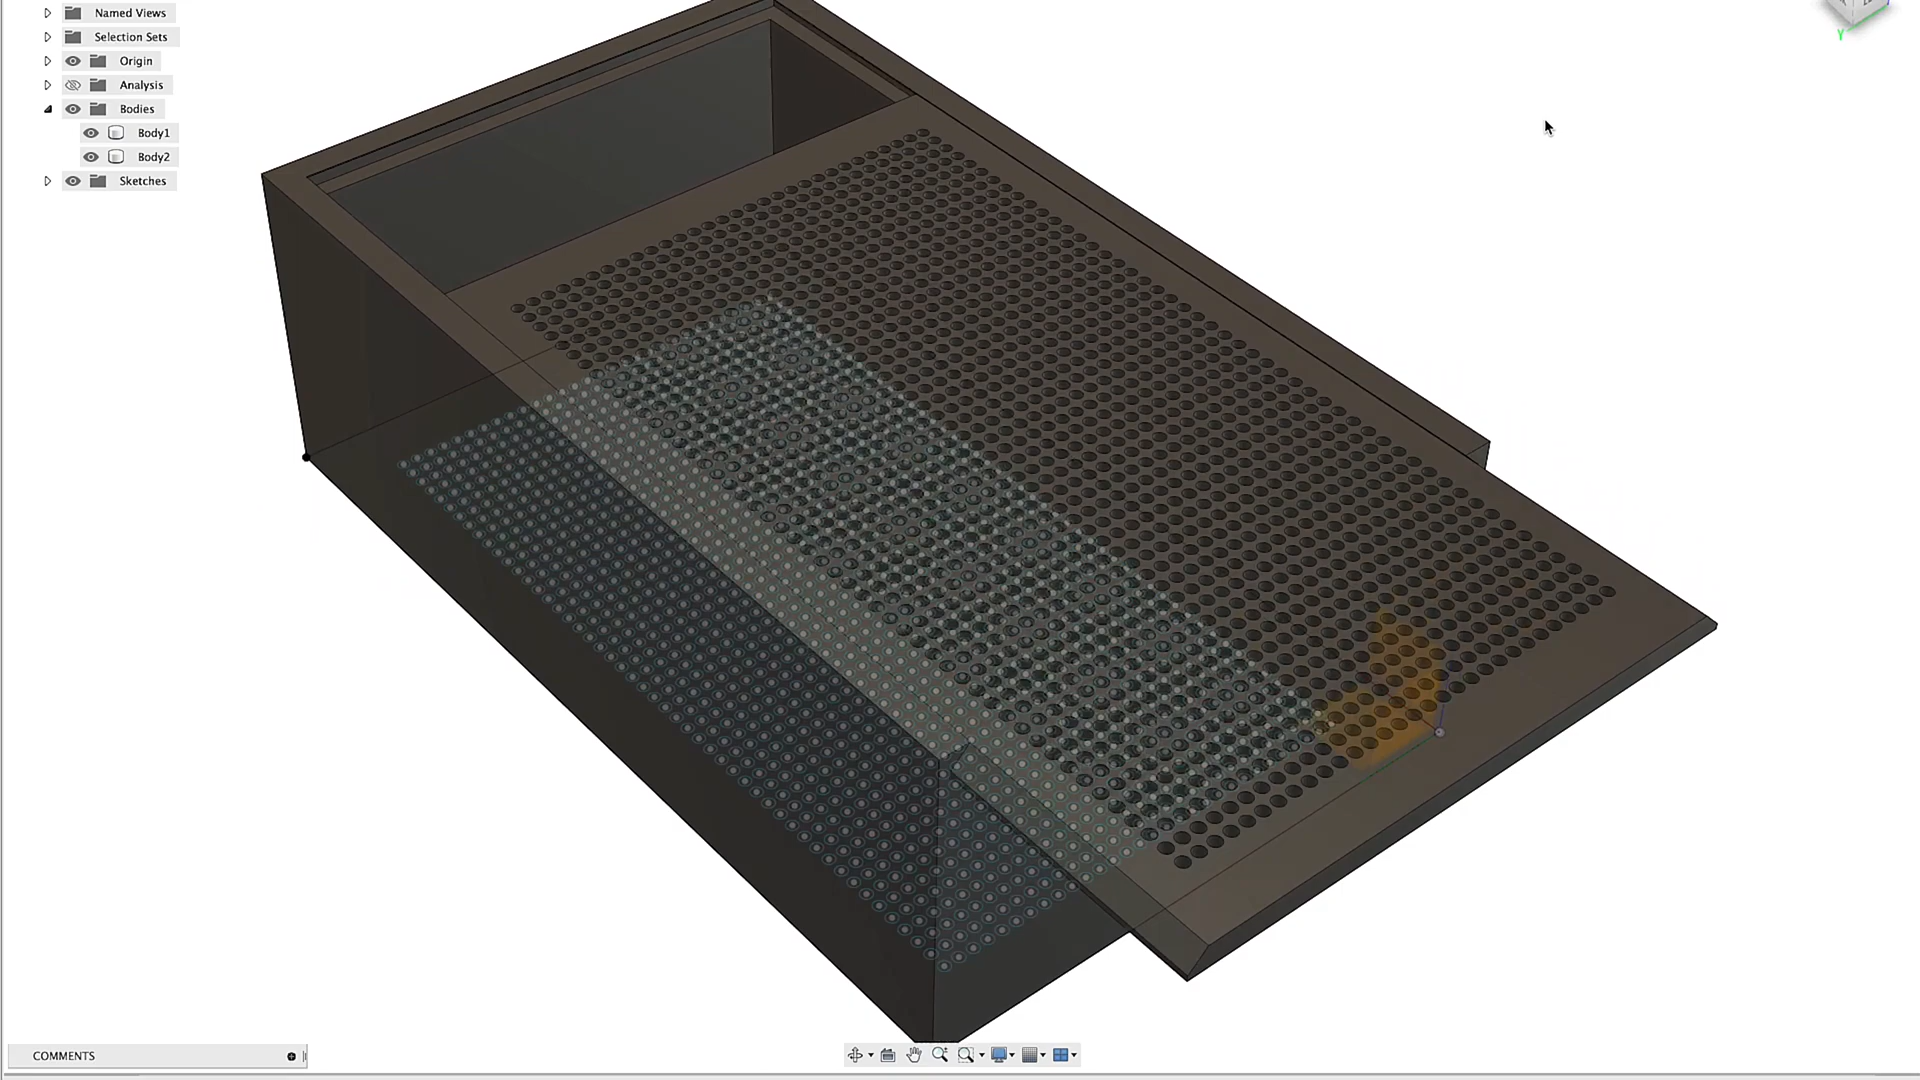 Named Views
Selection Sets
Origin
Analysis
Bodies
Body1
Body2
Sketches
Y
COMMENTS